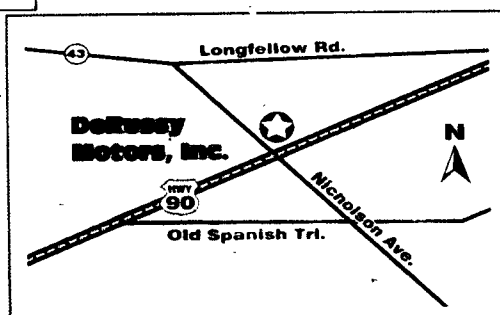 Longfellow Rd.
43
DeRussy
Motors, Inc.
N
HWY
90
Nicholson Ave.
Old Spanish Trl.